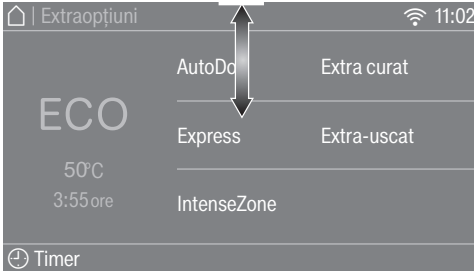 | Extraopțiuni 11:02
AutoDo Extra curat
ECO
Express Extra-uscat
50°C
3:55 ore
IntenseZone
Timer